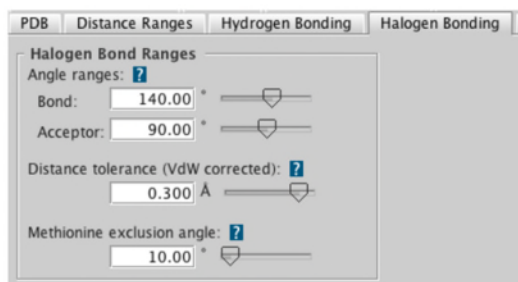 PDB Distance Ranges Hydrogen Bonding Halogen Bonding
Halogen Bond Ranges
Angle ranges: ?
Bond: 140.00 °
Acceptor: 90.00 °
Distance tolerance (VdW corrected): ?
0.300 Å
Methionine exclusion angle: ?
10.00 °